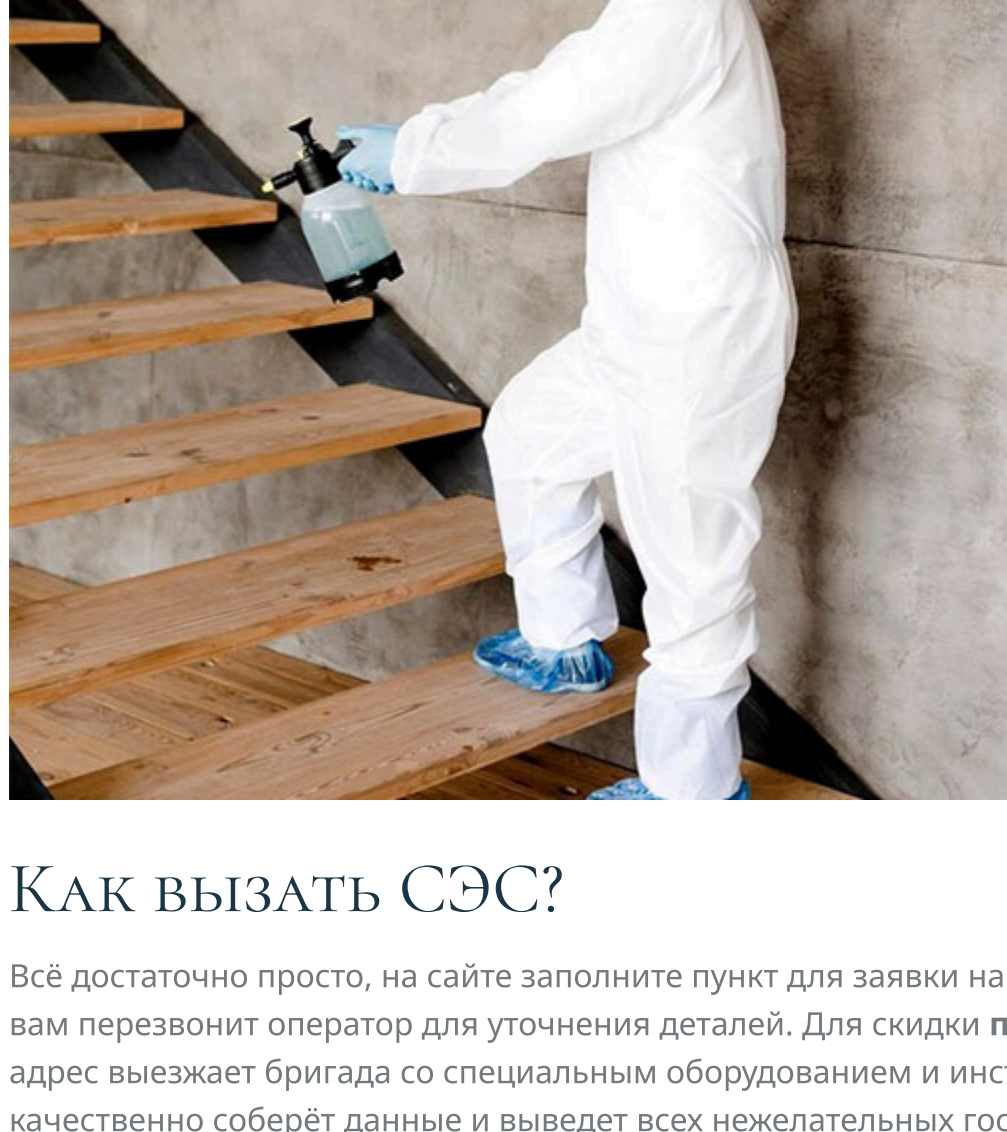 Как вызать СЭС?
Всё достаточно просто, на сайте заполните пункт для заявки на
вам перезвонит оператор для уточнения деталей. Для скидки
адрес выезжает бригада со специальным оборудованием и
качественно соберёт данные и выведет всех нежелательных